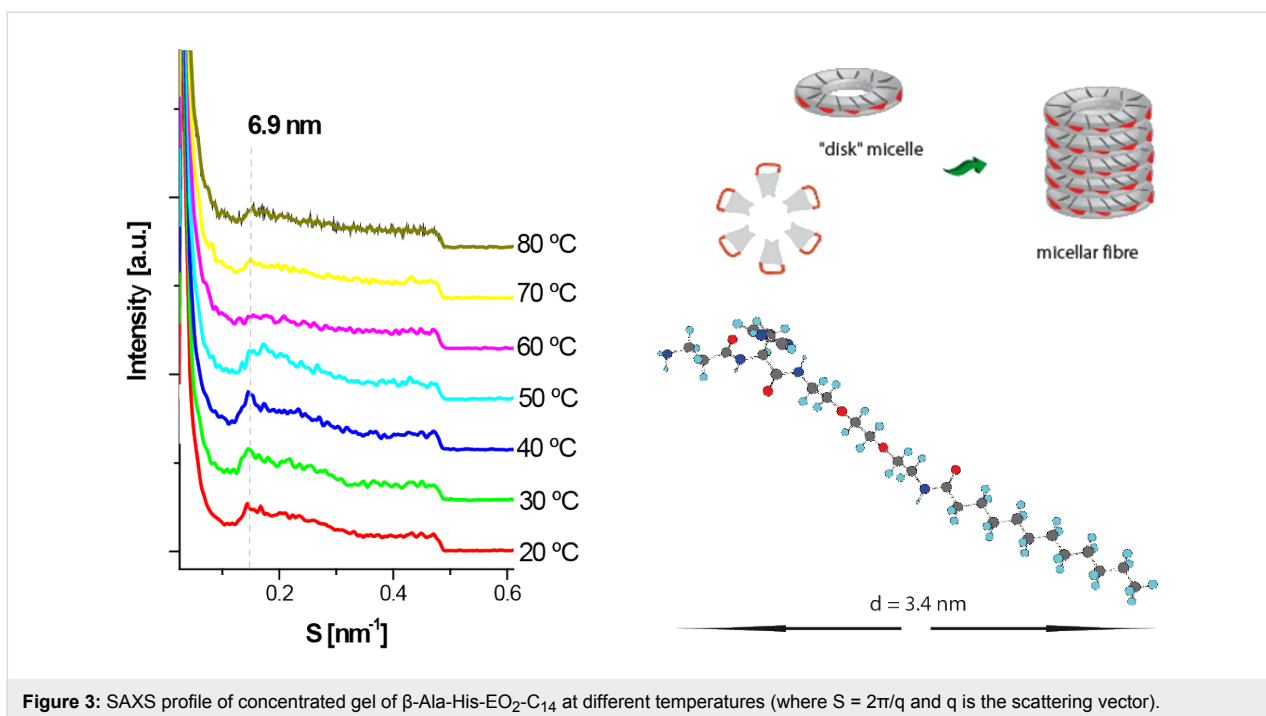 6.9 nm
Intensity [a.u.]
80 ºC
70 ºC
60 ºC
50 ºC
40 ºC
30 ºC
20 ºC
0.2
0.4
0.6
S [nm⁻¹]
"disk" micelle
micellar fibre
d = 3.4 nm
Figure 3: SAXS profile of concentrated gel of β-Ala-His-EO₂-C₁₄ at different temperatures (where S = 2π/q and q is the scattering vector).